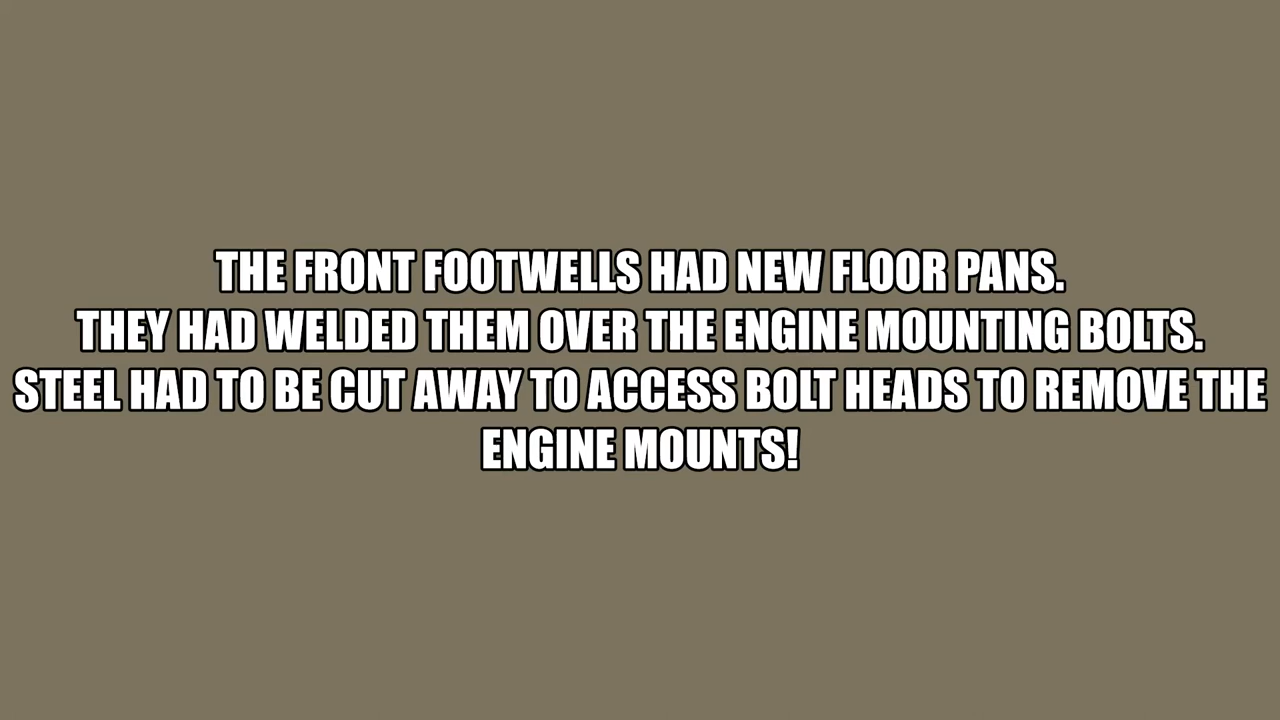 THE FRONT FOOTWELLS HAD NEW FLOOR PANS.
THEY HAD WELDED THEM OVER THE ENGINE MOUNTING BOLTS.
STEEL HAD TO BE CUT AWAY TO ACCESS BOLT HEADS TO REMOVE THE
ENGINE MOUNTS!